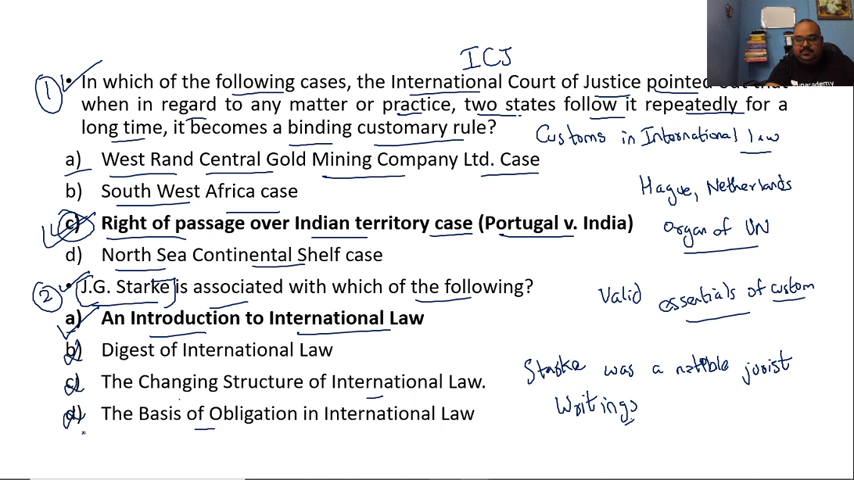 ICJ
1
• In which of the following cases, the International Court of Justice pointed out that
when in regard to any matter or practice, two states follow it repeatedly for a
long time, it becomes a binding customary rule?
Customs in International law
a) West Rand Central Gold Mining Company Ltd. Case
b) South West Africa case
Hague, Netherlands
c) Right of passage over Indian territory case (Portugal v. India)
Organ of UN
d) North Sea Continental Shelf case
2
• J.G. Starke is associated with which of the following?
Valid essentials of custom
a) An Introduction to International Law
b) Digest of International Law
c) The Changing Structure of International Law.
Starke was a notable jurist
Writings
d) The Basis of Obligation in International Law